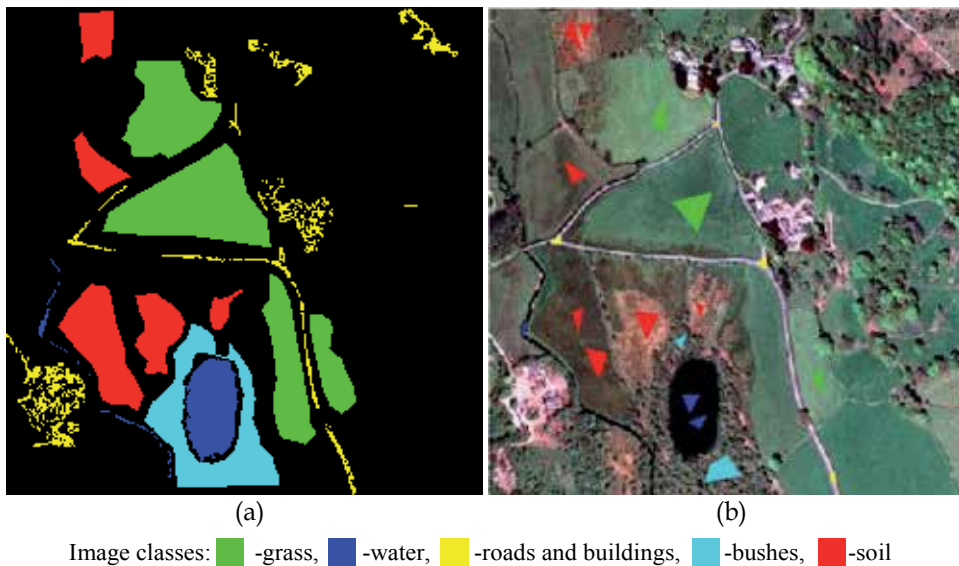 (a) (b)
Image classes: -grass, -water, -roads and buildings, -bushes, -soil